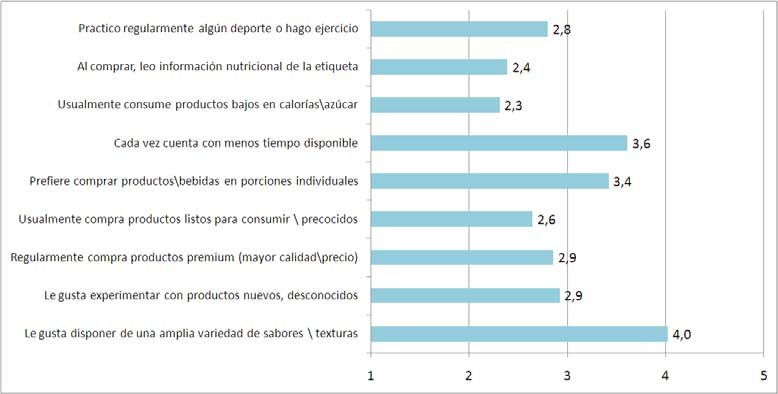 Practico regularmente algún deporte o hago ejercicio 2,8
Al comprar, leo información nutricional de la etiqueta 2,4
Usualmente consume productos bajos en calorías\azúcar 2,3
Cada vez cuenta con menos tiempo disponible 3,6
Prefiere comprar productos\bebidas en porciones individuales 3,4
Usualmente compra productos listos para consumir \ precocidos 2,6
Regularmente compra productos premium (mayor calidad\precio) 2,9
Le gusta experimentar con productos nuevos, desconocidos 2,9
Le gusta disponer de una amplia variedad de sabores \ texturas 4,0
1 2 3 4 5